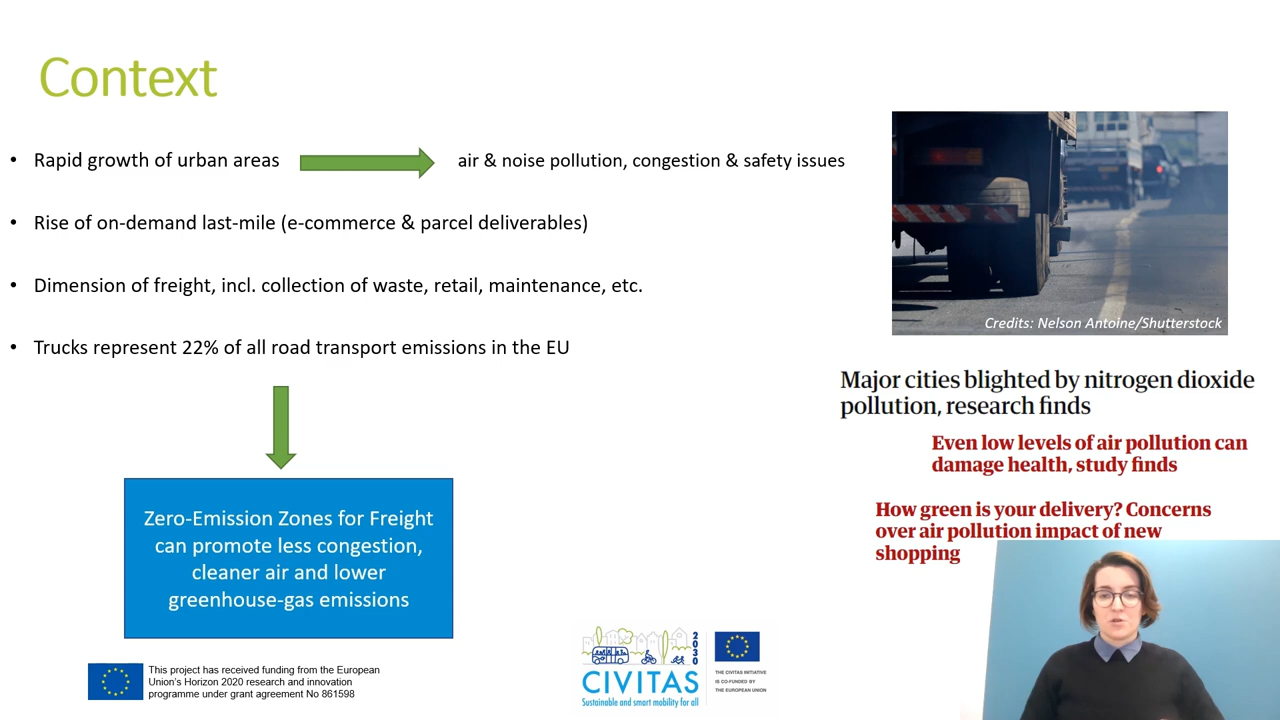 Context
• Rapid growth of urban areas
air & noise pollution, congestion & safety issues
• Rise of on-demand last-mile (e-commerce & parcel deliverables)
• Dimension of freight, incl. collection of waste, retail, maintenance, etc.
• Trucks represent 22% of all road transport emissions in the EU
Zero-Emission Zones for Freight
can promote less congestion,
cleaner air and lower
greenhouse-gas emissions
Credits: Nelson Antoine/Shutterstock
Major cities blighted by nitrogen dioxide
pollution, research finds
Even low levels of air pollution can
damage health, study finds
How green is your delivery? Concerns
over air pollution impact of new
shopping
This project has received funding from the European
Union's Horizon 2020 research and innovation
programme under grant agreement No 861598
2030
CIVITAS
Sustainable and smart mobility for all
THE CIVITAS INITIATIVE
IS CO-FUNDED BY
THE EUROPEAN UNION